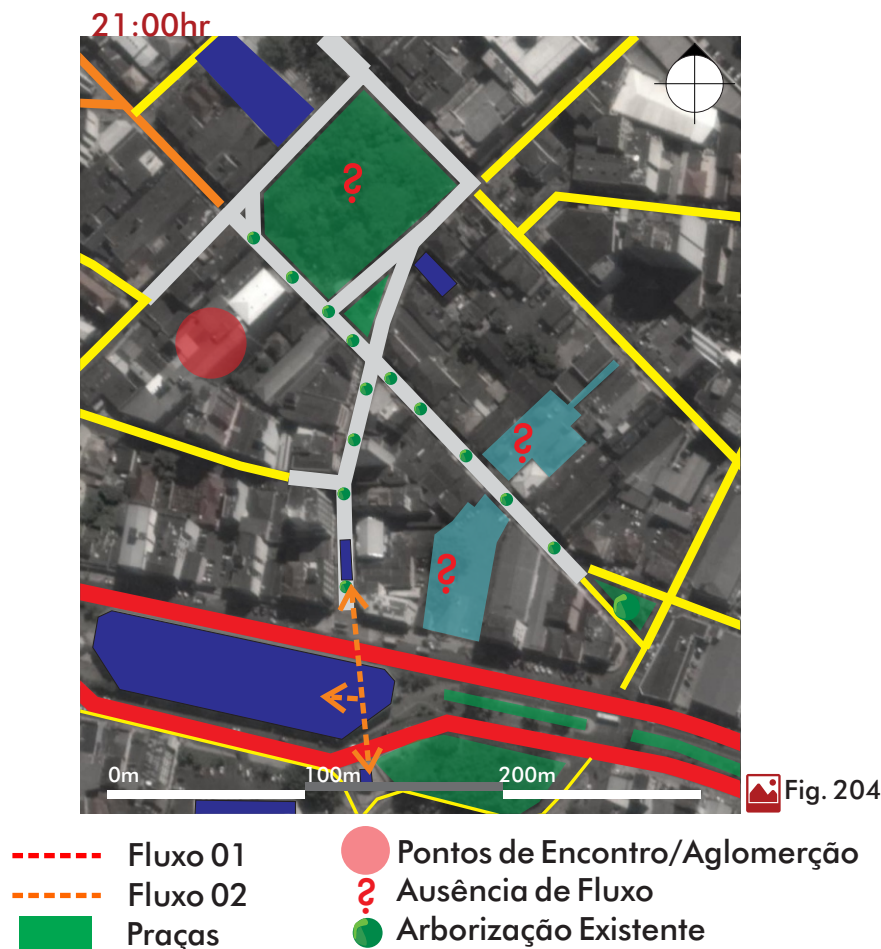 21:00hr
?
?
?
0m 100m 200m
Fig. 204
Fluxo 01
Pontos de Encontro/Aglomerção
Fluxo 02
? Ausência de Fluxo
Praças
Arborização Existente